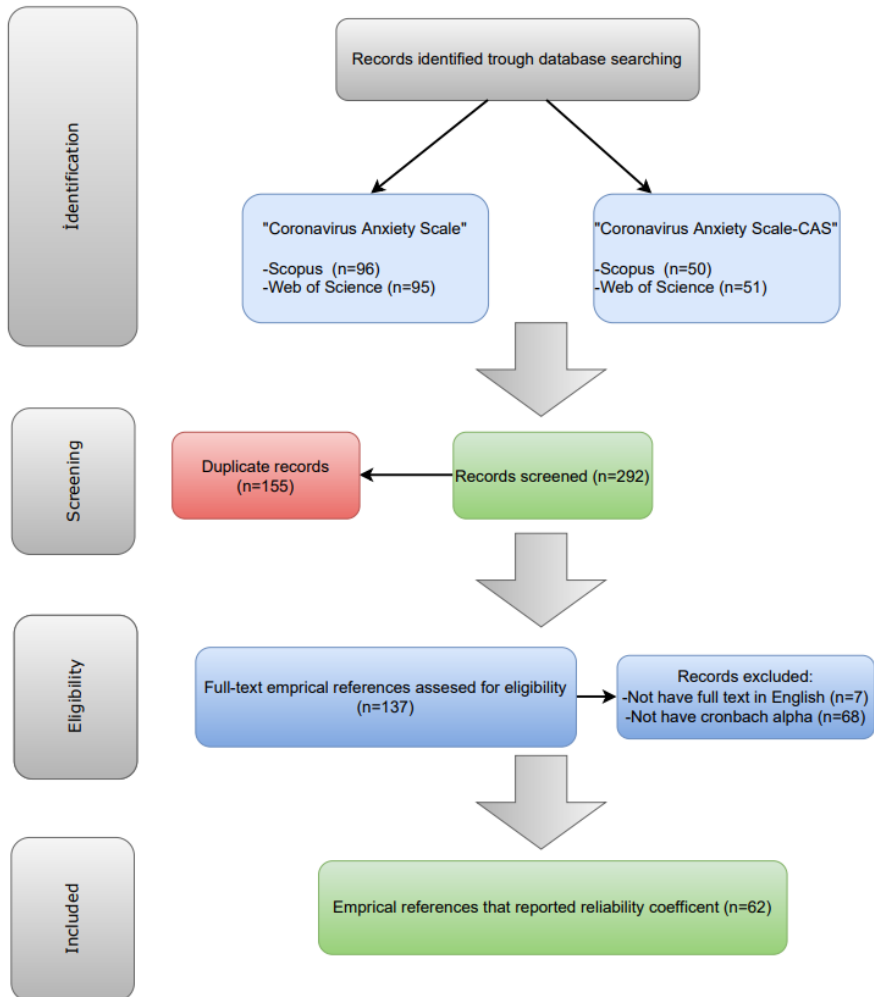 İdentification
Records identified trough database searching
"Coronavirus Anxiety Scale"
-Scopus (n=96)
-Web of Science (n=95)
"Coronavirus Anxiety Scale-CAS"
-Scopus (n=50)
-Web of Science (n=51)
Screening
Duplicate records
(n=155)
Records screened (n=292)
Eligibility
Full-text emprical references assesed for eligibility
(n=137)
Records excluded:
-Not have full text in English (n=7)
-Not have cronbach alpha (n=68)
Included
Emprical references that reported reliability coefficent (n=62)